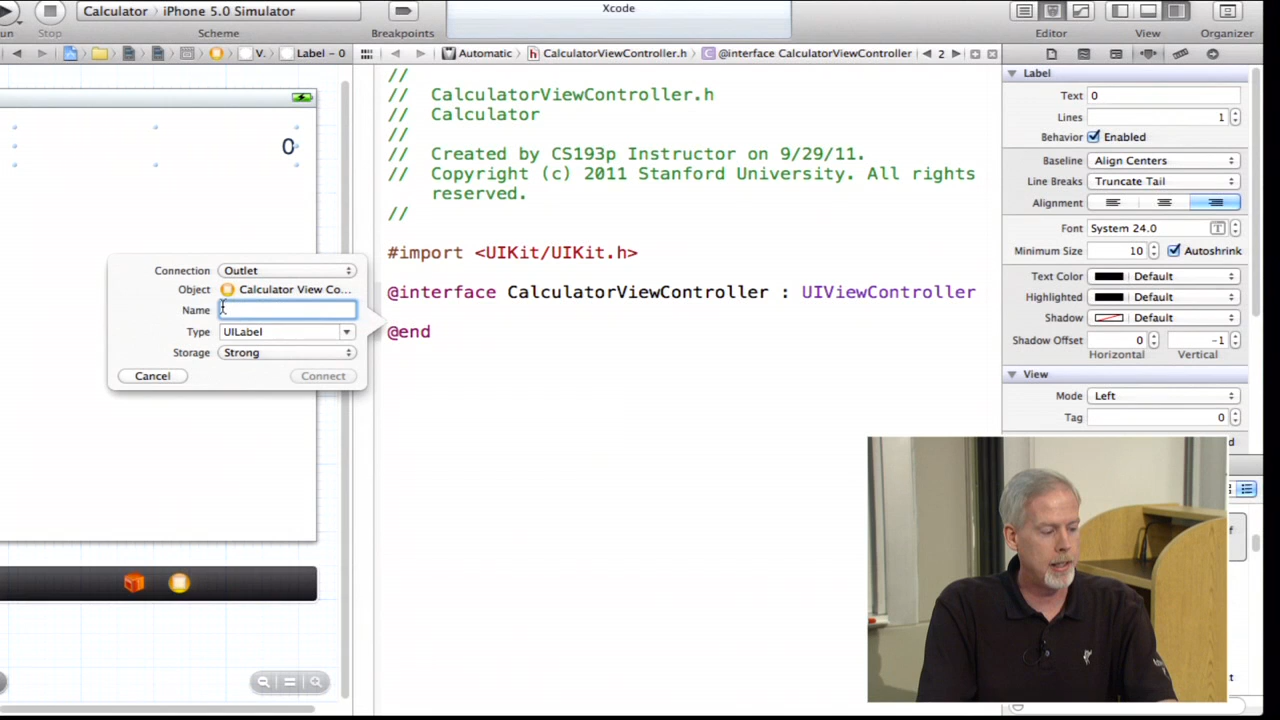 Xcode
Calculator
iPhone 5.0 Simulator
un
Stop
Scheme
Breakpoints
Editor
View
Organizer
V.
Label – 0
Automatic
CalculatorViewController.h
@interface CalculatorViewController
2
0
//
// CalculatorViewController.h
// Calculator
//
// Created by CS193p Instructor on 9/29/11.
// Copyright (c) 2011 Stanford University. All rights
reserved.
//
#import <UIKit/UIKit.h>
@interface CalculatorViewController : UIViewController
@end
Connection Outlet
Object Calculator View Co...
Name
Type UILabel
Storage Strong
Cancel Connect
Label
Text 0
Lines 1
Behavior Enabled
Baseline Align Centers
Line Breaks Truncate Tail
Alignment
Font System 24.0 T
Minimum Size 10 Autoshrink
Text Color Default
Highlighted Default
Shadow Default
Shadow Offset 0 -1
Horizontal Vertical
View
Mode Left
Tag 0